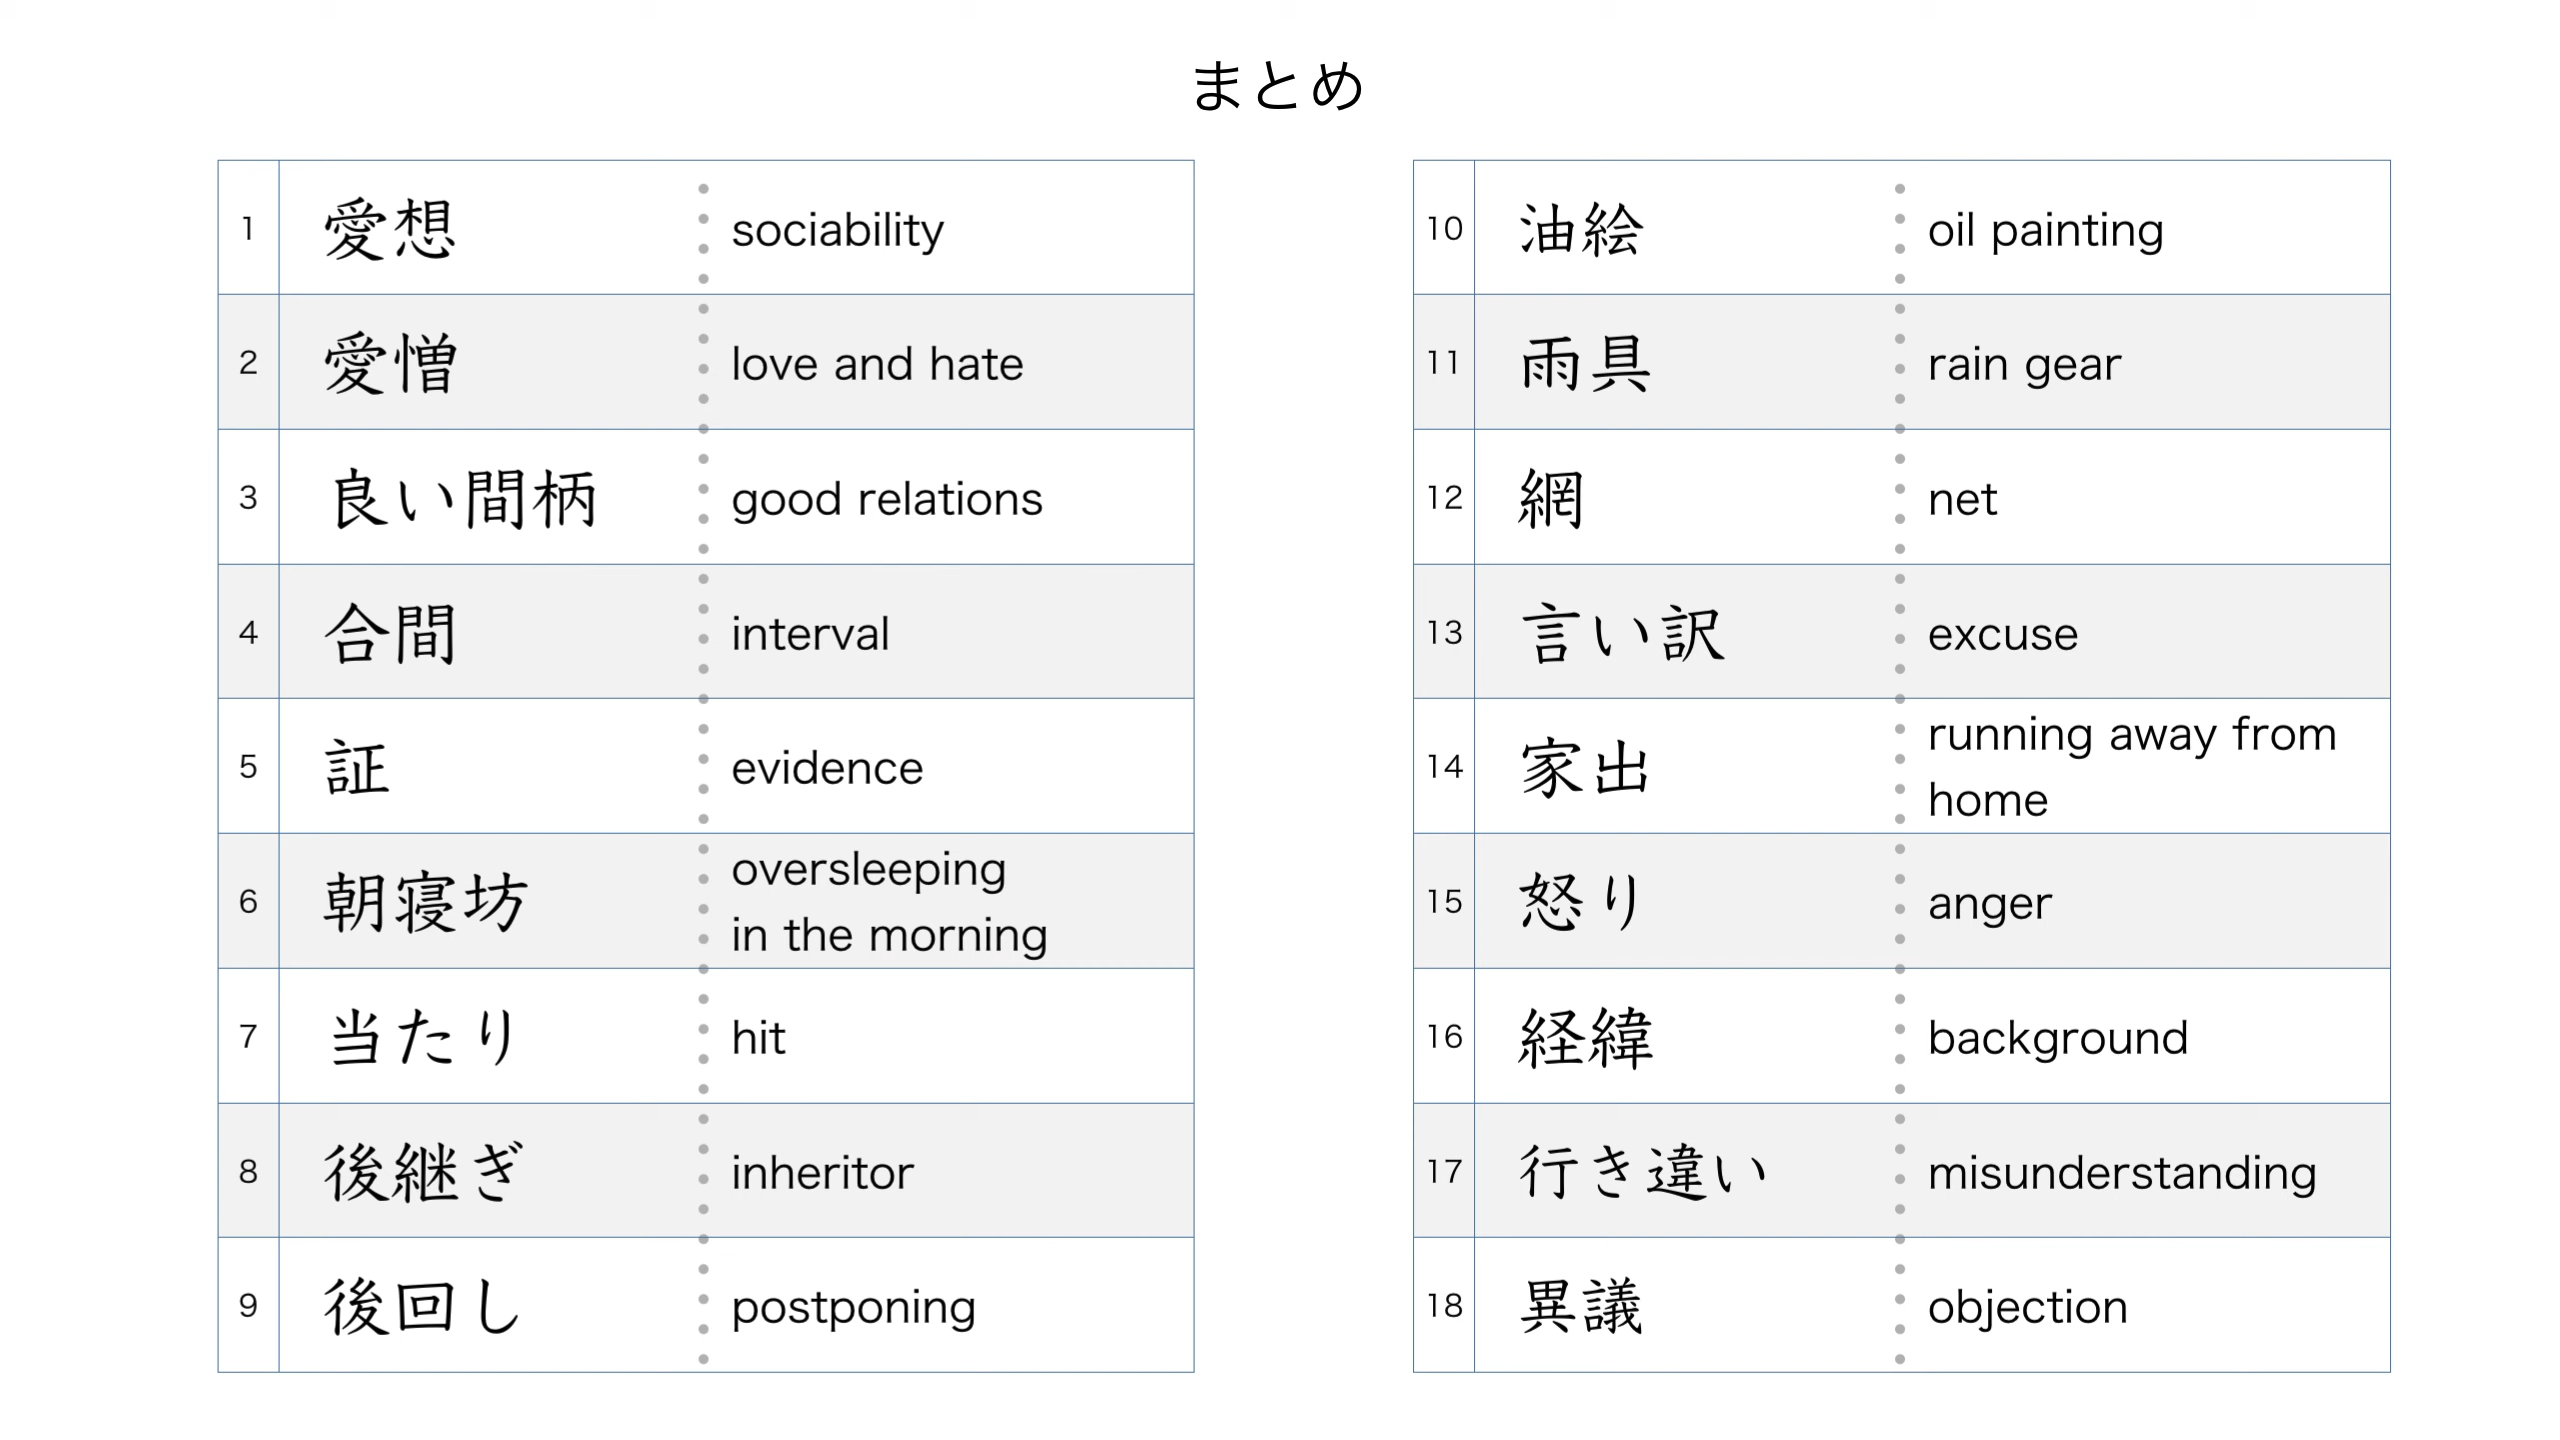 まとめ
1 愛想 sociability
2 愛憎 love and hate
3 良い間柄 good relations
4 合間 interval
5 証 evidence
6 朝寝坊 oversleeping
in the morning
7 当たり hit
8 後継ぎ inheritor
9 後回し postponing
10 油絵 oil painting
11 雨具 rain gear
12 網 net
13 言い訳 excuse
14 家出 running away from
home
15 怒り anger
16 経緯 background
17 行き違い misunderstanding
18 異議 objection